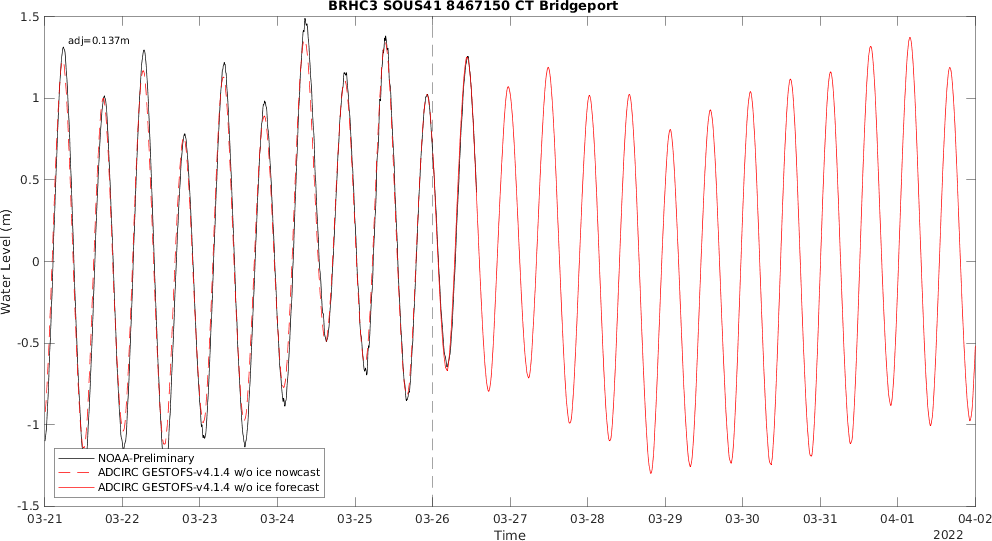 BRHC3 SOUS41 8467150 CT Bridgeport
adj=0.137m
1.5
1
0.5
0
-0.5
-1
-1.5
Water Level (m)
NOAA-Preliminary
ADCIRC GESTOFS-v4.1.4 w/o ice nowcast
ADCIRC GESTOFS-v4.1.4 w/o ice forecast
03-21 03-22 03-23 03-24 03-25 03-26 03-27 03-28 03-29 03-30 03-31 04-01 04-02
Time
2022